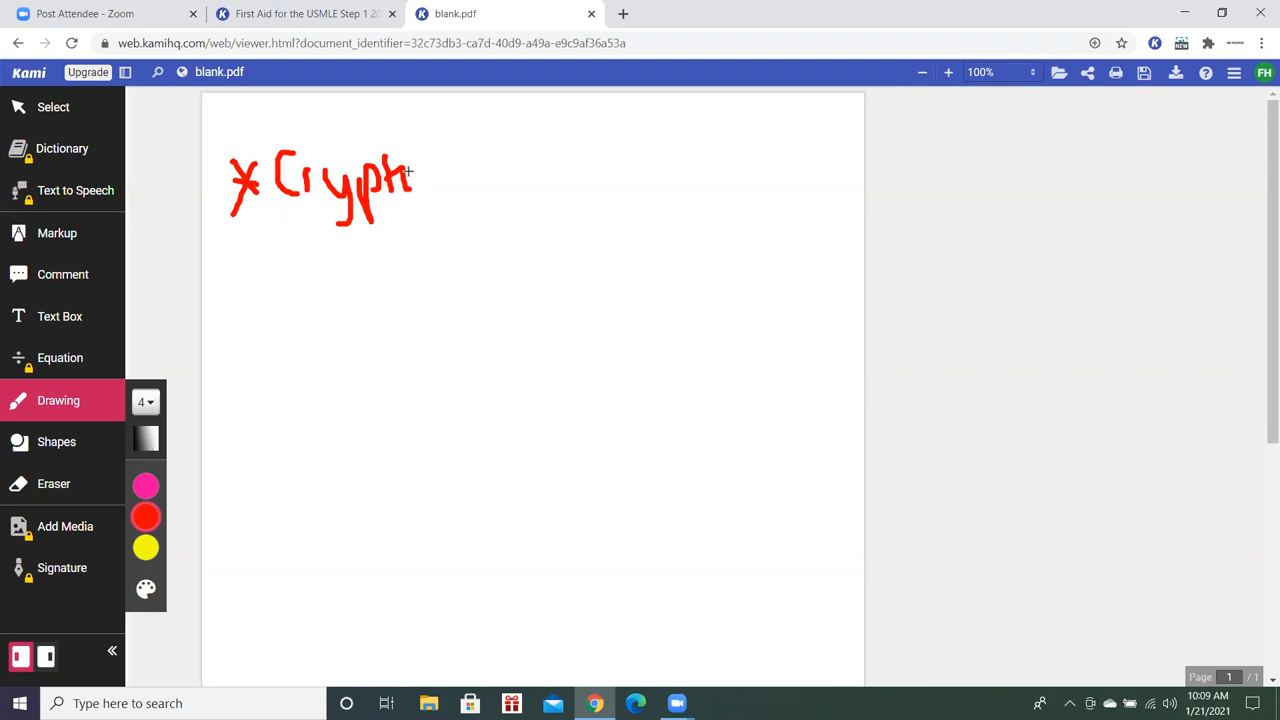 Post Attendee - Zoom
First Aid for the USMLE Step 1 20
blank.pdf
web.kamihq.com/web/viewer.html?document_identifier=32c73db3-ca7d-40d9-a49a-e9c9af36a53a
NEW
Kami
Upgrade
blank.pdf
100%
FH
Select
Dictionary
Text to Speech
Markup
Comment
T Text Box
Equation
Drawing
4
Shapes
Eraser
Add Media
Signature
* Crypt
Page 1 / 1
Type here to search
10:09 AM
1/21/2021